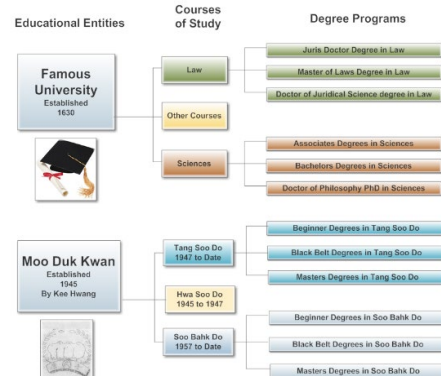 Educational Entities
Courses
of Study
Degree Programs
Famous
University
Established
1630
Law
Juris Doctor Degree in Law
Master of Laws Degree in Law
Doctor of Juridical Science degree in Law
Other Courses
Sciences
Associates Degrees in Sciences
Bachelors Degrees in Sciences
Doctor of Philosophy PhD in Sciences
Moo Duk Kwan
Established
1945
By Kee Hwang
Tang Soo Do
1947 to Date
Beginner Degrees in Tang Soo Do
Black Belt Degrees in Tang Soo Do
Masters Degrees in Tang Soo Do
Hwa Soo Do
1945 to 1947
Soo Bahk Do
1957 to Date
Beginner Degrees in Soo Bahk Do
Black Belt Degrees in Soo Bahk Do
Masters Degrees in Soo Bahk Do